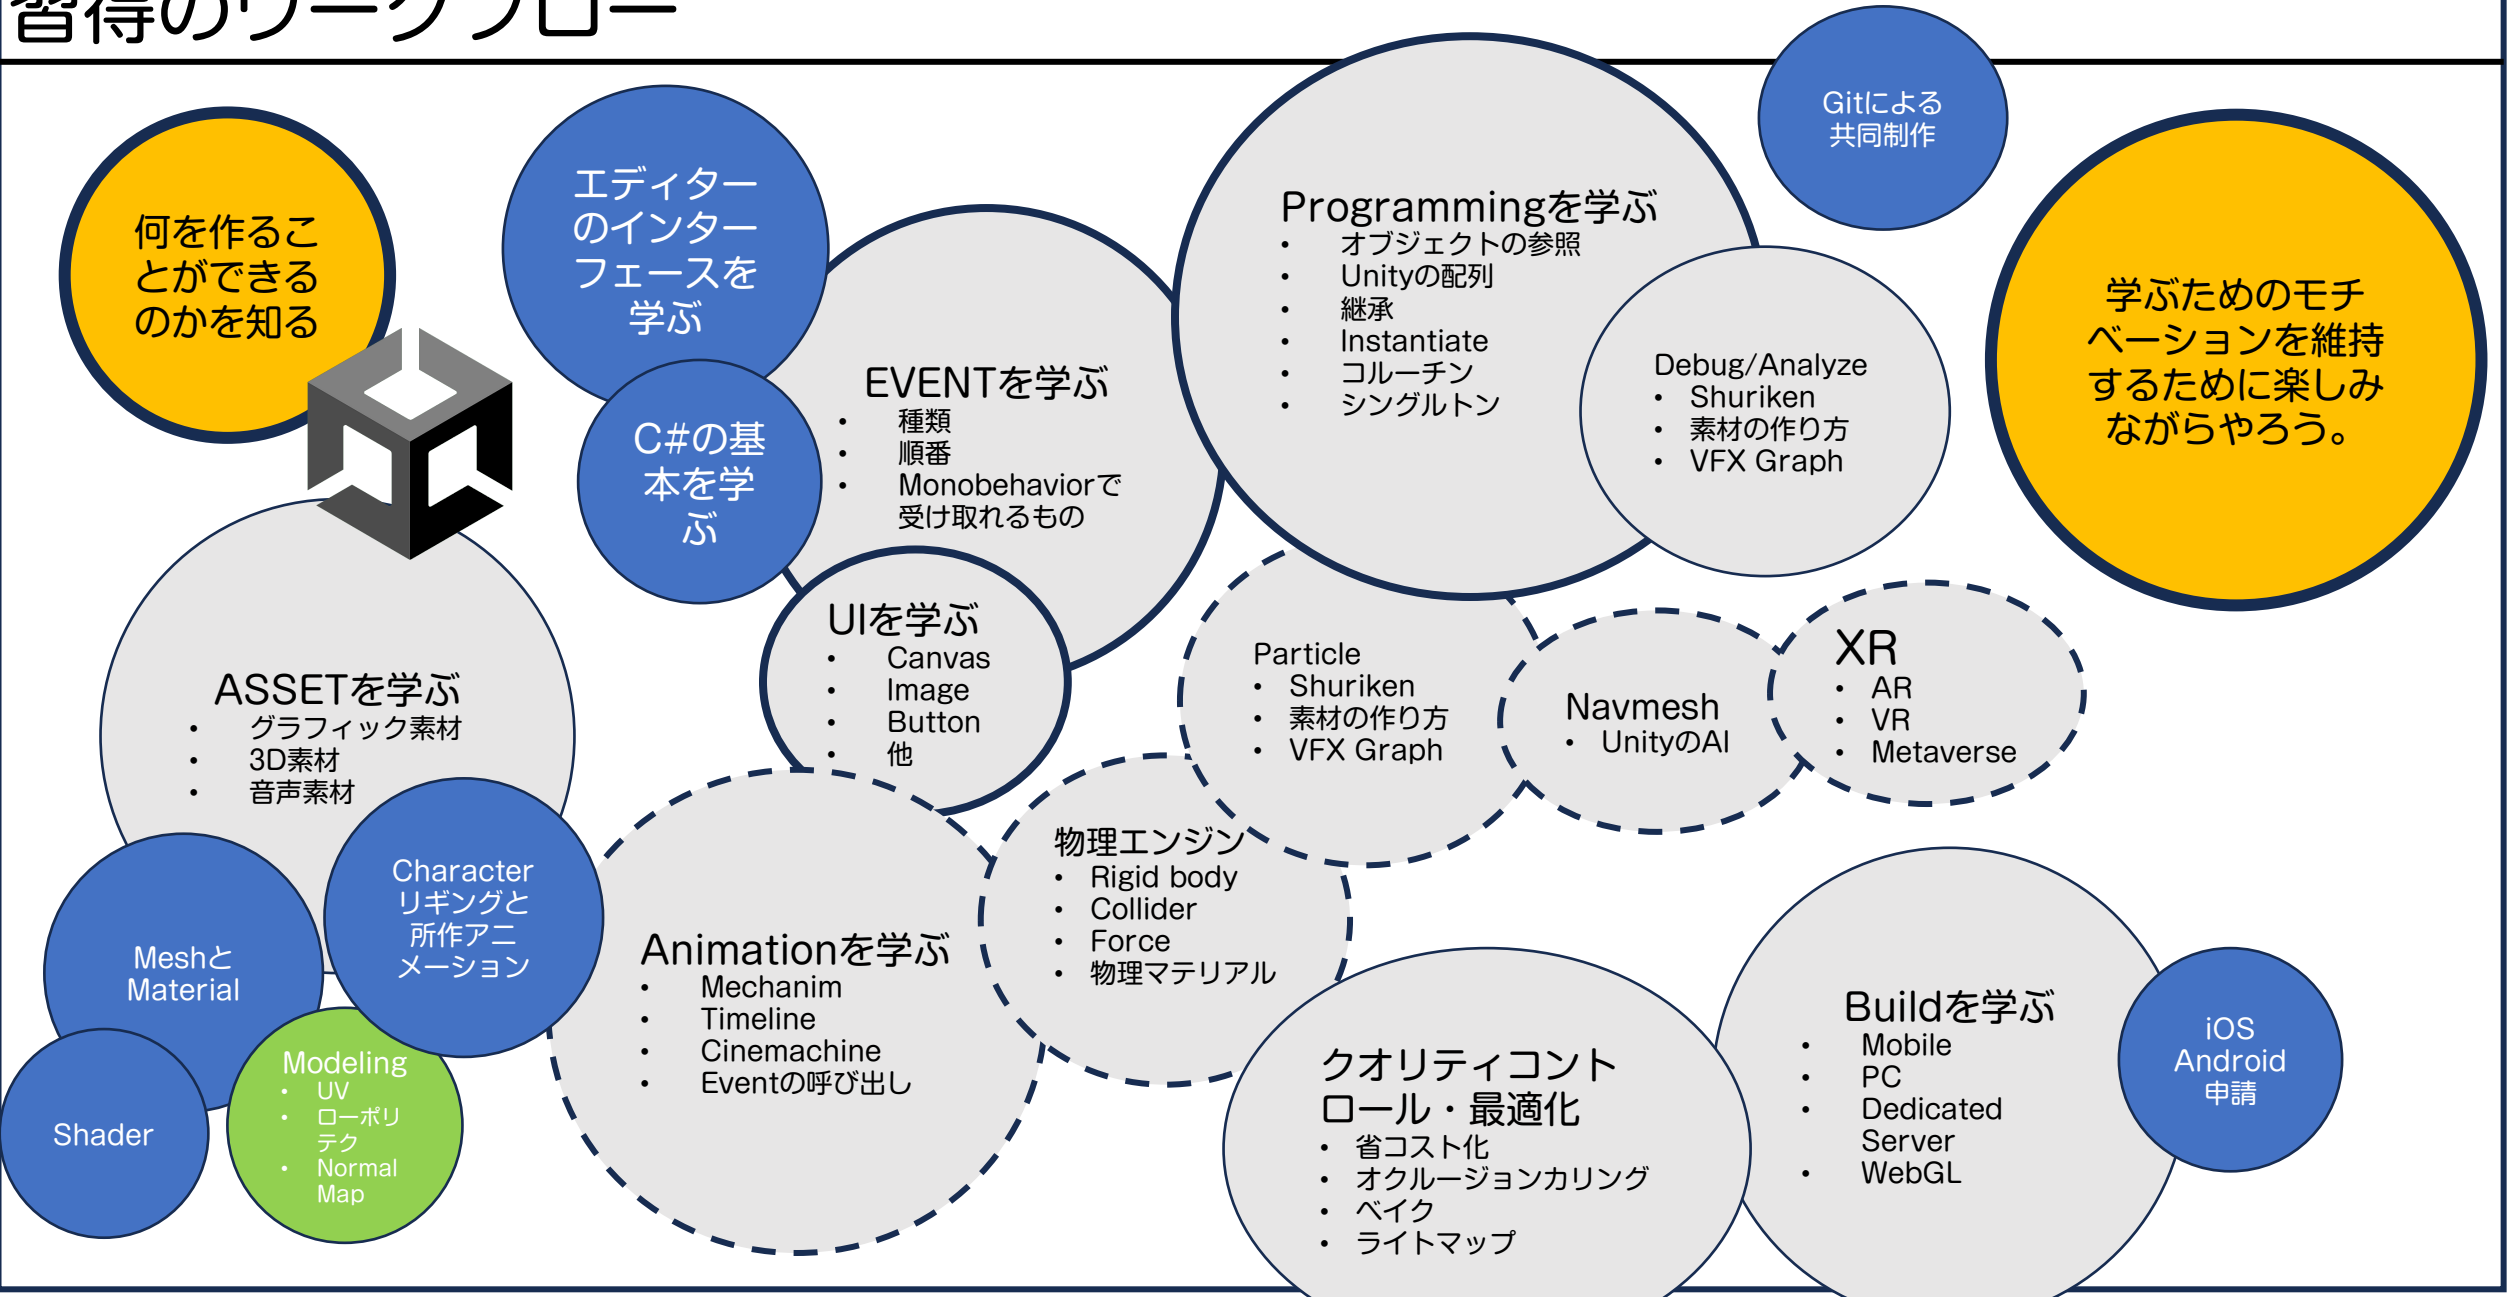 習得のワークフロー
何を作るこ
とができる
のかを知る
エディター
のインター
フェースを
学ぶ
C#の基
本を学
ぶ
EVENTを学ぶ
• 種類
• 順番
• Monobehaviorで
受け取れるもの
Programmingを学ぶ
• オブジェクトの参照
• Unityの配列
• 継承
• Instantiate
• コルーチン
• シングルトン
Debug/Analyze
• Shuriken
• 素材の作り方
• VFX Graph
Gitによる
共同制作
学ぶためのモチ
ベーションを維持
するために楽しみ
ながらやろう。
ASSETを学ぶ
• グラフィック素材
• 3D素材
• 音声素材
UIを学ぶ
• Canvas
• Image
• Button
• 他
Particle
• Shuriken
• 素材の作り方
• VFX Graph
Navmesh
• UnityのAI
XR
• AR
• VR
• Metaverse
Meshと
Material
Character
リギングと
所作アニ
メーション
Shader
Modeling
• UV
• ローポリ
テク
• Normal
Map
Animationを学ぶ
• Mechanim
• Timeline
• Cinemachine
• Eventの呼び出し
物理エンジン
• Rigid body
• Collider
• Force
• 物理マテリアル
クオリティコント
ロール・最適化
• 省コスト化
• オクルージョンカリング
• ベイク
• ライトマップ
Buildを学ぶ
• Mobile
• PC
• Dedicated
Server
• WebGL
iOS
Android
申請